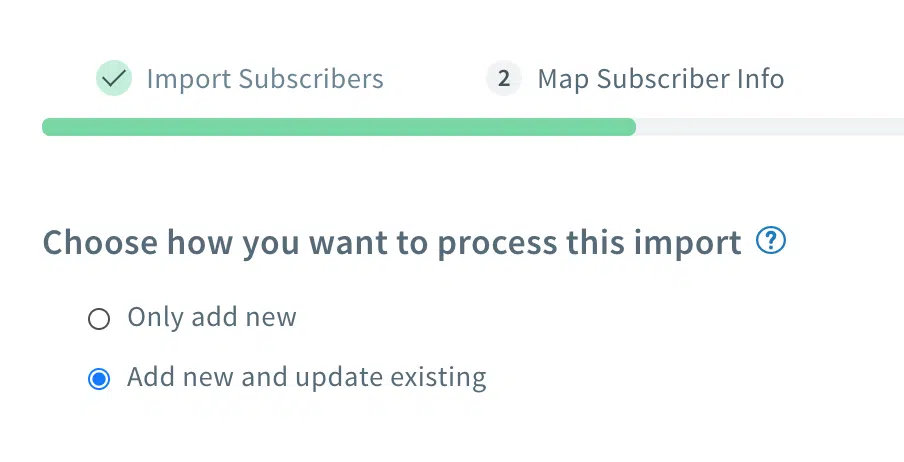 Import Subscribers
2 Map Subscriber Info
Choose how you want to process this import ?
Only add new
Add new and update existing